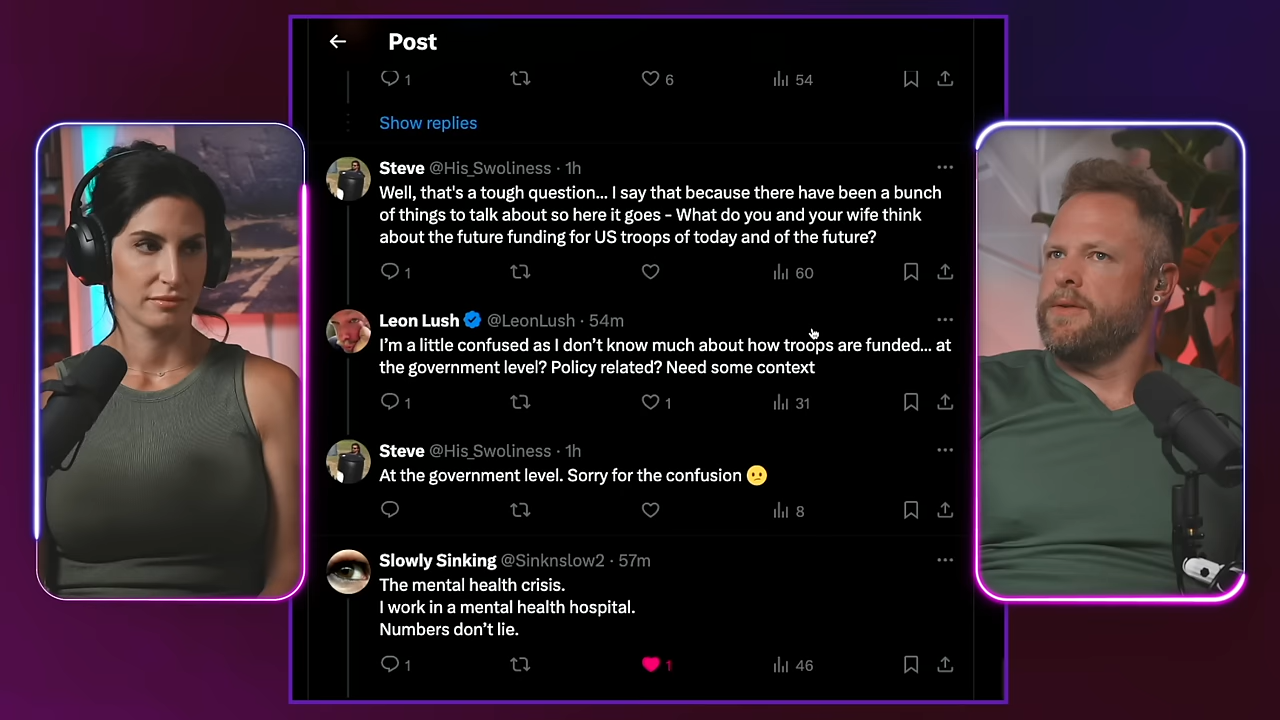 Post
1
6
54
Show replies
Steve @His_Swoliness · 1h
Well, that's a tough question... I say that because there have been a bunch
of things to talk about so here it goes - What do you and your wife think
about the future funding for US troops of today and of the future?
1
60
Leon Lush @LeonLush · 54m
I'm a little confused as I don't know much about how troops are funded... at
the government level? Policy related? Need some context
1
1
31
Steve @His_Swoliness · 1h
At the government level. Sorry for the confusion 😕
8
Slowly Sinking @Sinknslow2 · 57m
The mental health crisis.
I work in a mental health hospital.
Numbers don't lie.
1
1
46